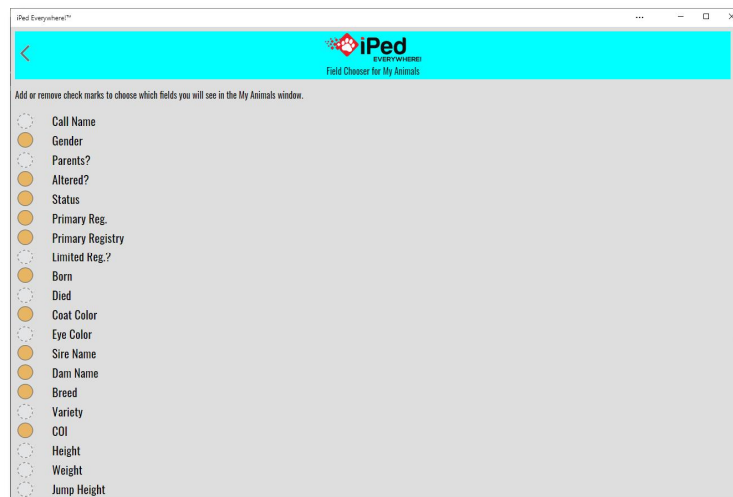 iPed Everywhere!™
iPed
EVERYWHERE!
Field Chooser for My Animals
Add or remove check marks to choose which fields you will see in the My Animals window.
Call Name
Gender
Parents?
Altered?
Status
Primary Reg.
Primary Registry
Limited Reg.?
Born
Died
Coat Color
Eye Color
Sire Name
Dam Name
Breed
Variety
COI
Height
Weight
Jump Height